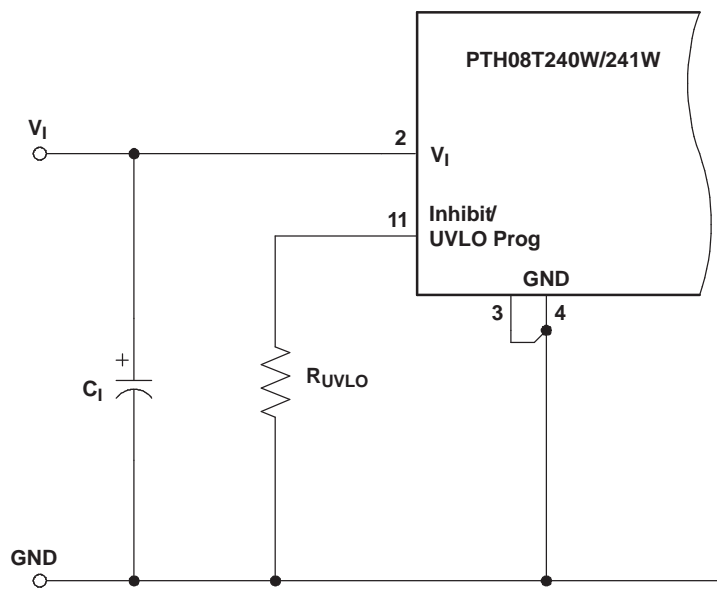 PTH08T240W/241W
V_I
2
V_I
11
Inhibit/
UVLO Prog
GND
3
4
+
C_I
R_UVLO
GND